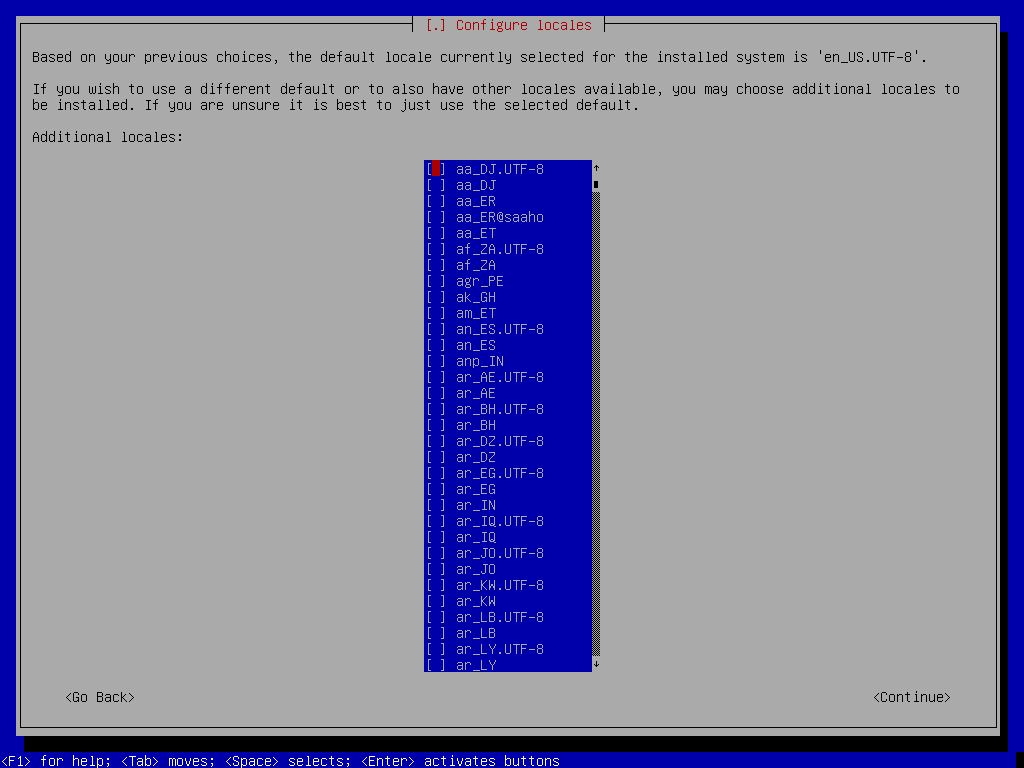 [.] Configure locales
Based on your previous choices, the default locale currently selected for the installed system is 'en_US.UTF-8'.
If you wish to use a different default or to also have other locales available, you may choose additional locales to
be installed. If you are unsure it is best to just use the selected default.
Additional locales:
[ ] aa_DJ.UTF-8
[ ] aa_DJ
[ ] aa_ER
[ ] aa_ER@saaho
[ ] aa_ET
[ ] af_ZA.UTF-8
[ ] af_ZA
[ ] agr_PE
[ ] ak_GH
[ ] am_ET
[ ] an_ES.UTF-8
[ ] an_ES
[ ] anp_IN
[ ] ar_AE.UTF-8
[ ] ar_AE
[ ] ar_BH.UTF-8
[ ] ar_BH
[ ] ar_DZ.UTF-8
[ ] ar_DZ
[ ] ar_EG.UTF-8
[ ] ar_EG
[ ] ar_IN
[ ] ar_IQ.UTF-8
[ ] ar_IQ
[ ] ar_JO.UTF-8
[ ] ar_JO
[ ] ar_KW.UTF-8
[ ] ar_KW
[ ] ar_LB.UTF-8
[ ] ar_LB
[ ] ar_LY.UTF-8
[ ] ar_LY
<Go Back> <Continue>
<F1> for help; <Tab> moves; <Space> selects; <Enter> activates buttons